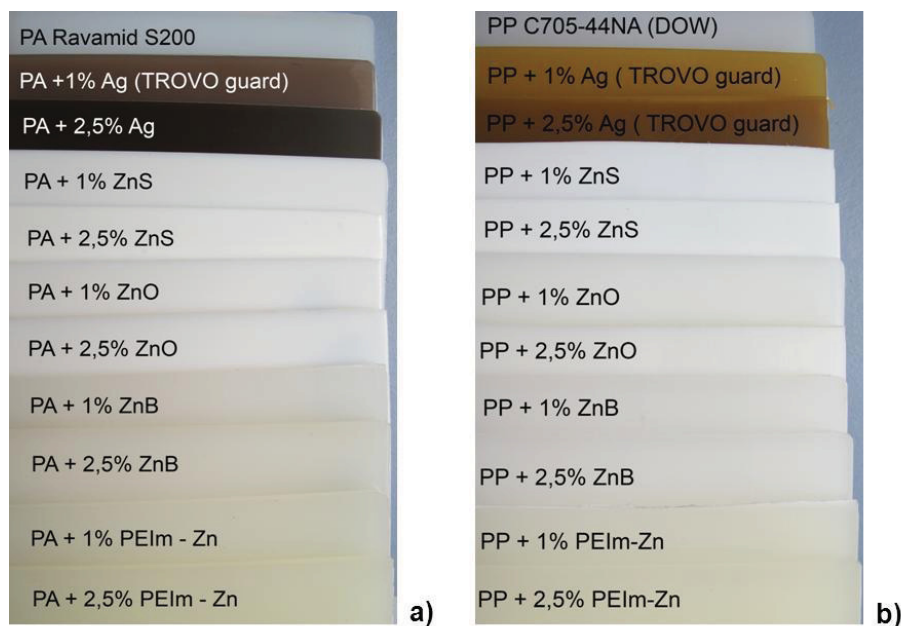 PA Ravamid S200
PA +1% Ag (TROVO guard)
PA + 2,5% Ag
PA + 1% ZnS
PA + 2,5% ZnS
PA + 1% ZnO
PA + 2,5% ZnO
PA + 1% ZnB
PA + 2,5% ZnB
PA + 1% PEIm - Zn
PA + 2,5% PEIm - Zn
a)
PP C705-44NA (DOW)
PP + 1% Ag ( TROVO guard)
PP + 2,5% Ag ( TROVO guard)
PP + 1% ZnS
PP + 2,5% ZnS
PP + 1% ZnO
PP + 2,5% ZnO
PP + 1% ZnB
PP + 2,5% ZnB
PP + 1% PEIm-Zn
PP + 2,5% PEIm-Zn
b)